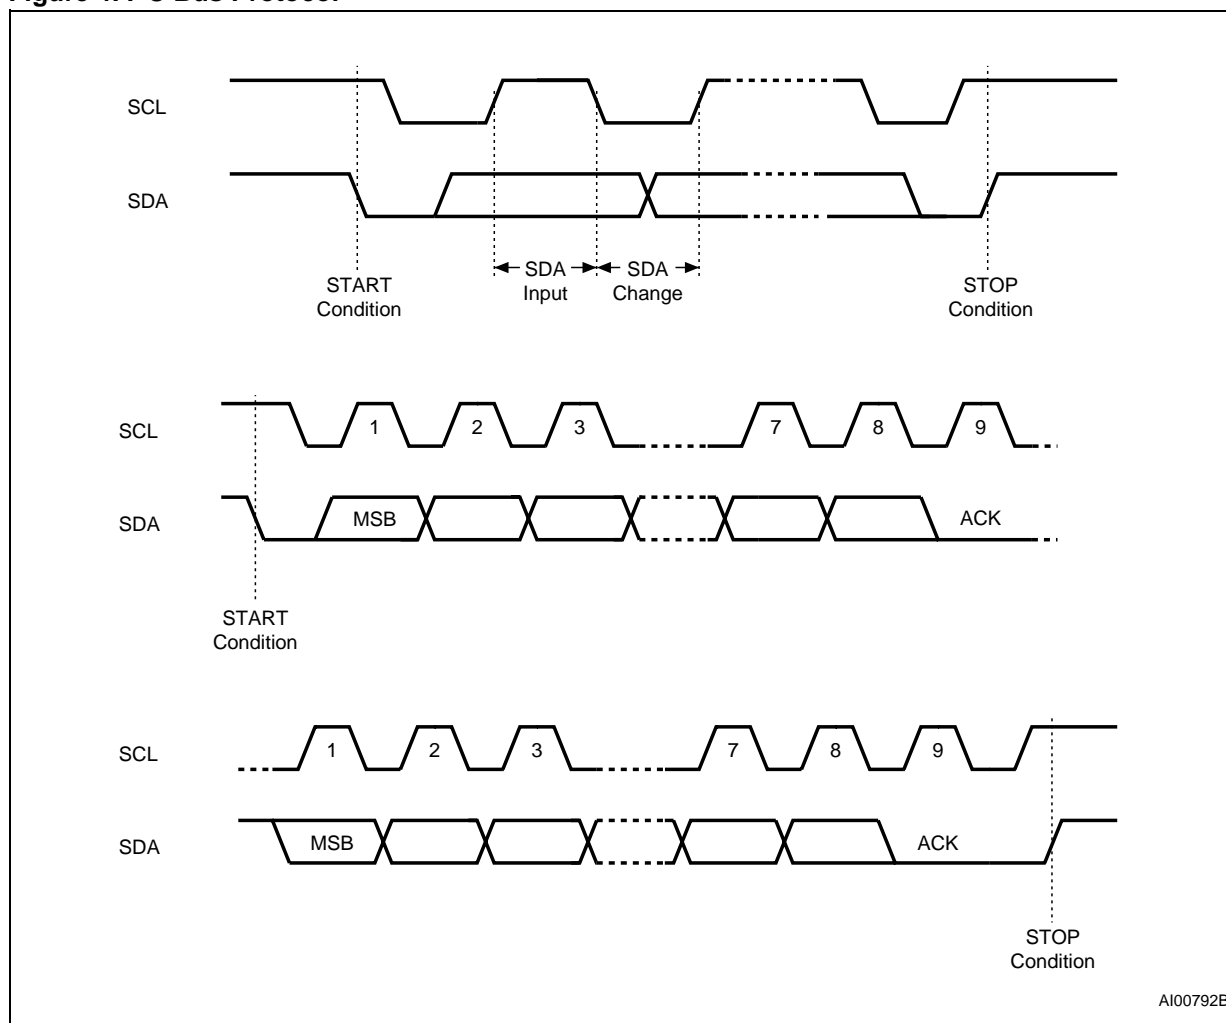 SCL
SDA
START
Condition
SDA
Input
SDA
Change
STOP
Condition
SCL
1 2 3 7 8 9
SDA
MSB ACK
START
Condition
SCL
1 2 3 7 8 9
SDA
MSB ACK
STOP
Condition
AI00792B